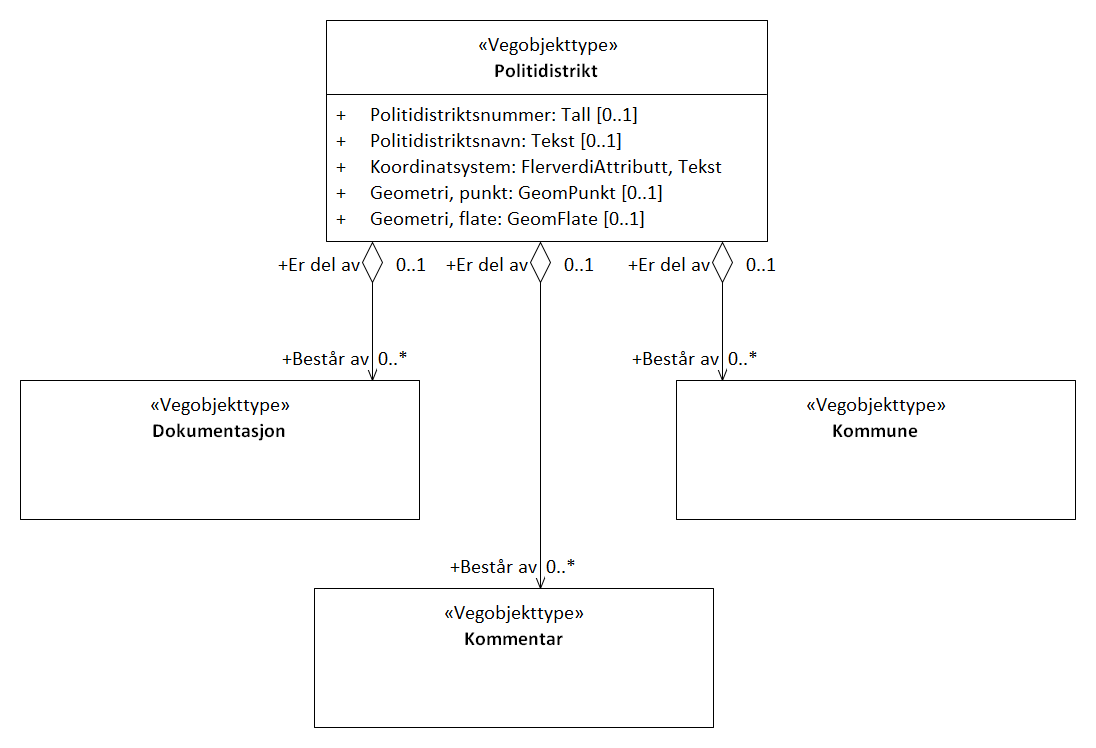 «Vegobjekttype»
Politidistrikt
+ Politidistriktsnummer: Tall [0..1]
+ Politidistriktsnavn: Tekst [0..1]
+ Koordinatsystem: FlerverdiAttributt, Tekst
+ Geometri, punkt: GeomPunkt [0..1]
+ Geometri, flate: GeomFlate [0..1]
+Er del av 0..1 +Er del av 0..1 +Er del av 0..1
+Består av 0..* +Består av 0..*
«Vegobjekttype»
Dokumentasjon
«Vegobjekttype»
Kommune
+Består av 0..*
«Vegobjekttype»
Kommentar